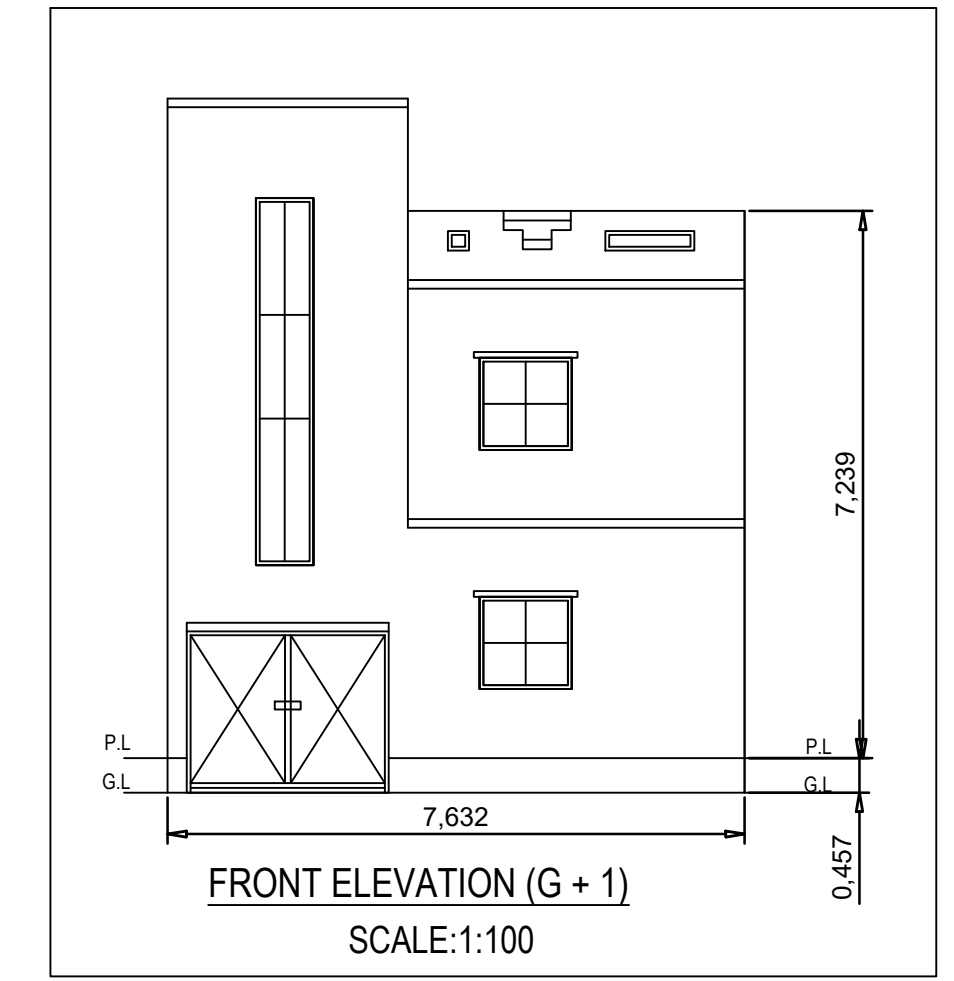 7,239
P.L
P.L
G.L
G.L
7,632
0,457
FRONT ELEVATION (G + 1)
SCALE:1:100